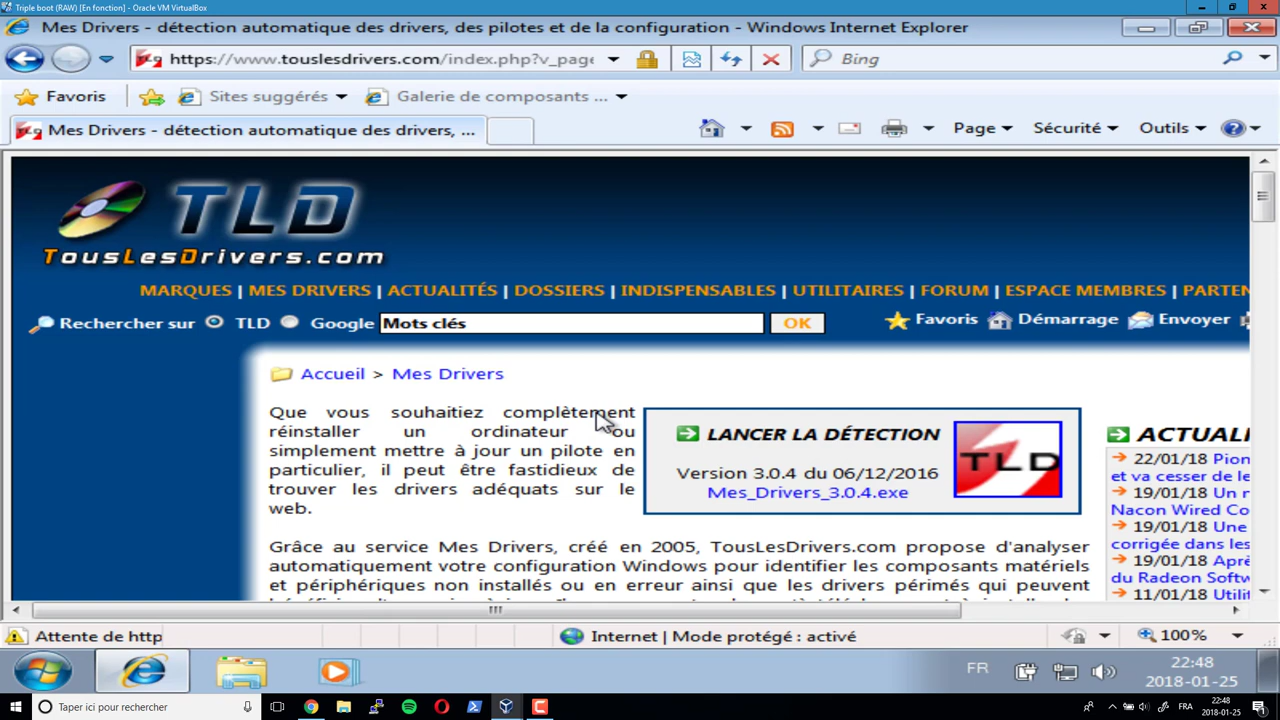 Triple boot (RAW) [En fonction] - Oracle VM VirtualBox
Mes Drivers - détection automatique des drivers, des pilotes et de la configuration - Windows Internet Explorer
https://www.touslesdrivers.com/index.php?v_page
Bing
Favoris
Sites suggérés
Galerie de composants ...
Mes Drivers - détection automatique des drivers, ...
Page
Sécurité
Outils
TLD
TousLesDrivers.com
MARQUES | MES DRIVERS | ACTUALITÉS | DOSSIERS | INDISPENSABLES | UTILITAIRES | FORUM | ESPACE MEMBRES | PARTEN
Rechercher sur TLD Google Mots clés OK
Favoris Démarrage Envoyer
Accueil > Mes Drivers
Que vous souhaitiez complètement
réinstaller un ordinateur ou
simplement mettre à jour un pilote en
particulier, il peut être fastidieux de
trouver les drivers adéquats sur le
web.
LANCER LA DÉTECTION
Version 3.0.4 du 06/12/2016
Mes_Drivers_3.0.4.exe
TLD
ACTUALI
22/01/18 Pion
et va cesser de le
19/01/18 Un r
Nacon Wired Co
19/01/18 Une
corrigée dans les
19/01/18 Aprè
du Radeon Softw
11/01/18 Utilit
Grâce au service Mes Drivers, créé en 2005, TousLesDrivers.com propose d'analyser
automatiquement votre configuration Windows pour identifier les composants matériels
et périphériques non installés ou en erreur ainsi que les drivers périmés qui peuvent
Attente de http
Internet | Mode protégé : activé
100%
FR
22:48
2018-01-25
Taper ici pour rechercher
FRA
22:48
2018-01-25